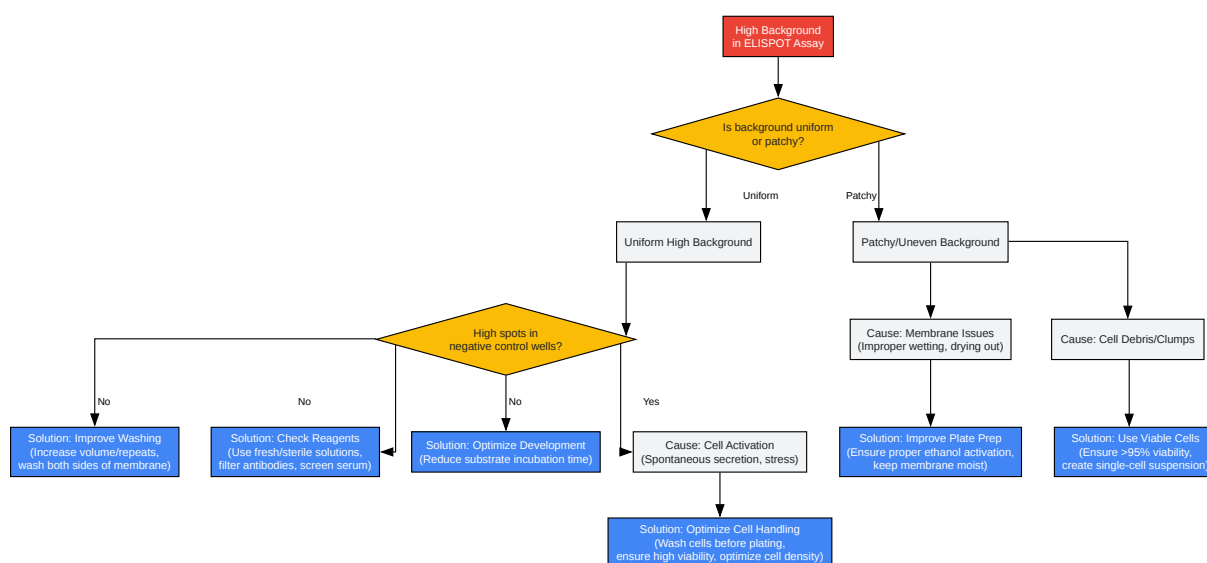 High Background
in ELISPOT Assay
Is background uniform
or patchy?
Uniform
Patchy
Uniform High Background
Patchy/Uneven Background
High spots in
negative control wells?
Cause: Membrane Issues
(Improper wetting, drying out)
Cause: Cell Debris/Clumps
No
No
No
Yes
Solution: Improve Washing
(Increase volume/repeats,
wash both sides of membrane)
Solution: Check Reagents
(Use fresh/sterile solutions,
filter antibodies, screen serum)
Solution: Optimize Development
(Reduce substrate incubation time)
Cause: Cell Activation
(Spontaneous secretion, stress)
Solution: Improve Plate Prep
(Ensure proper ethanol activation,
keep membrane moist)
Solution: Use Viable Cells
(Ensure >95% viability,
create single-cell suspension)
Solution: Optimize Cell Handling
(Wash cells before plating,
ensure high viability, optimize cell density)